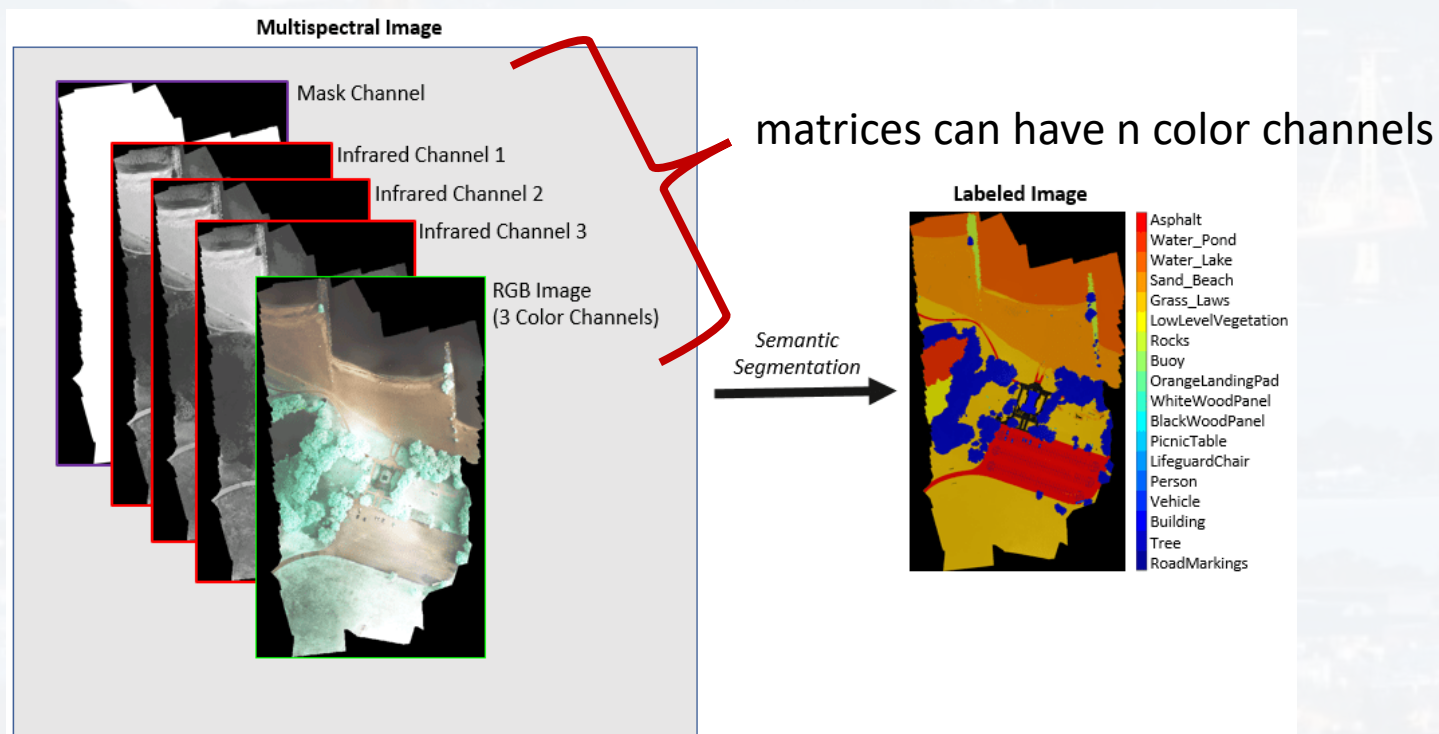 Multispectral Image
Mask Channel
Infrared Channel 1
Infrared Channel 2
Infrared Channel 3
RGB Image
(3 Color Channels)
matrices can have n color channels
Semantic
Segmentation
Labeled Image
Asphalt
Water_Pond
Water_Lake
Sand_Beach
Grass_Laws
LowLevelVegetation
Rocks
Buoy
OrangeLandingPad
WhiteWoodPanel
BlackWoodPanel
PicnicTable
LifeguardChair
Person
Vehicle
Building
Tree
RoadMarkings